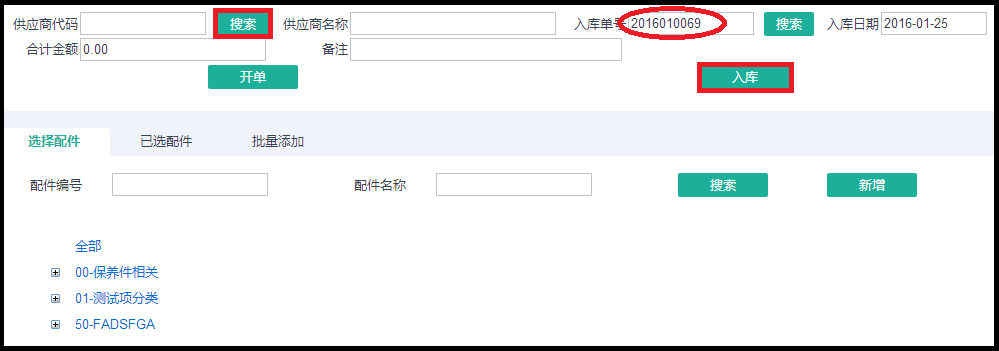 供应商代码 搜索 供应商名称 入库单号 2016010069 搜索 入库日期 2016-01-25
合计金额 0.00 备注
开单 入库
选择配件 已选配件 批量添加
配件编号 配件名称 搜索 新增
全部
00-保养件相关
01-测试项分类
50-FADSFGA